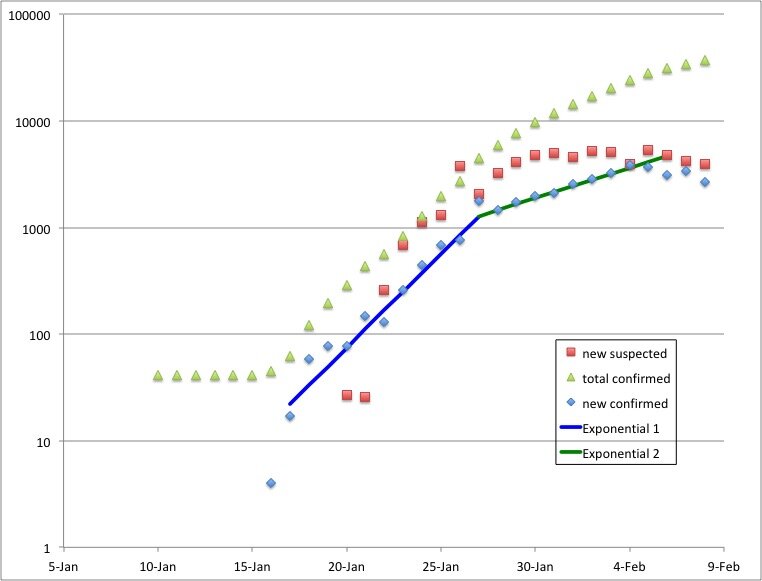 100000
10000
1000
100
10
1
5-Jan 10-Jan 15-Jan 20-Jan 25-Jan 30-Jan 4-Feb 9-Feb
new suspected
total confirmed
new confirmed
Exponential 1
Exponential 2